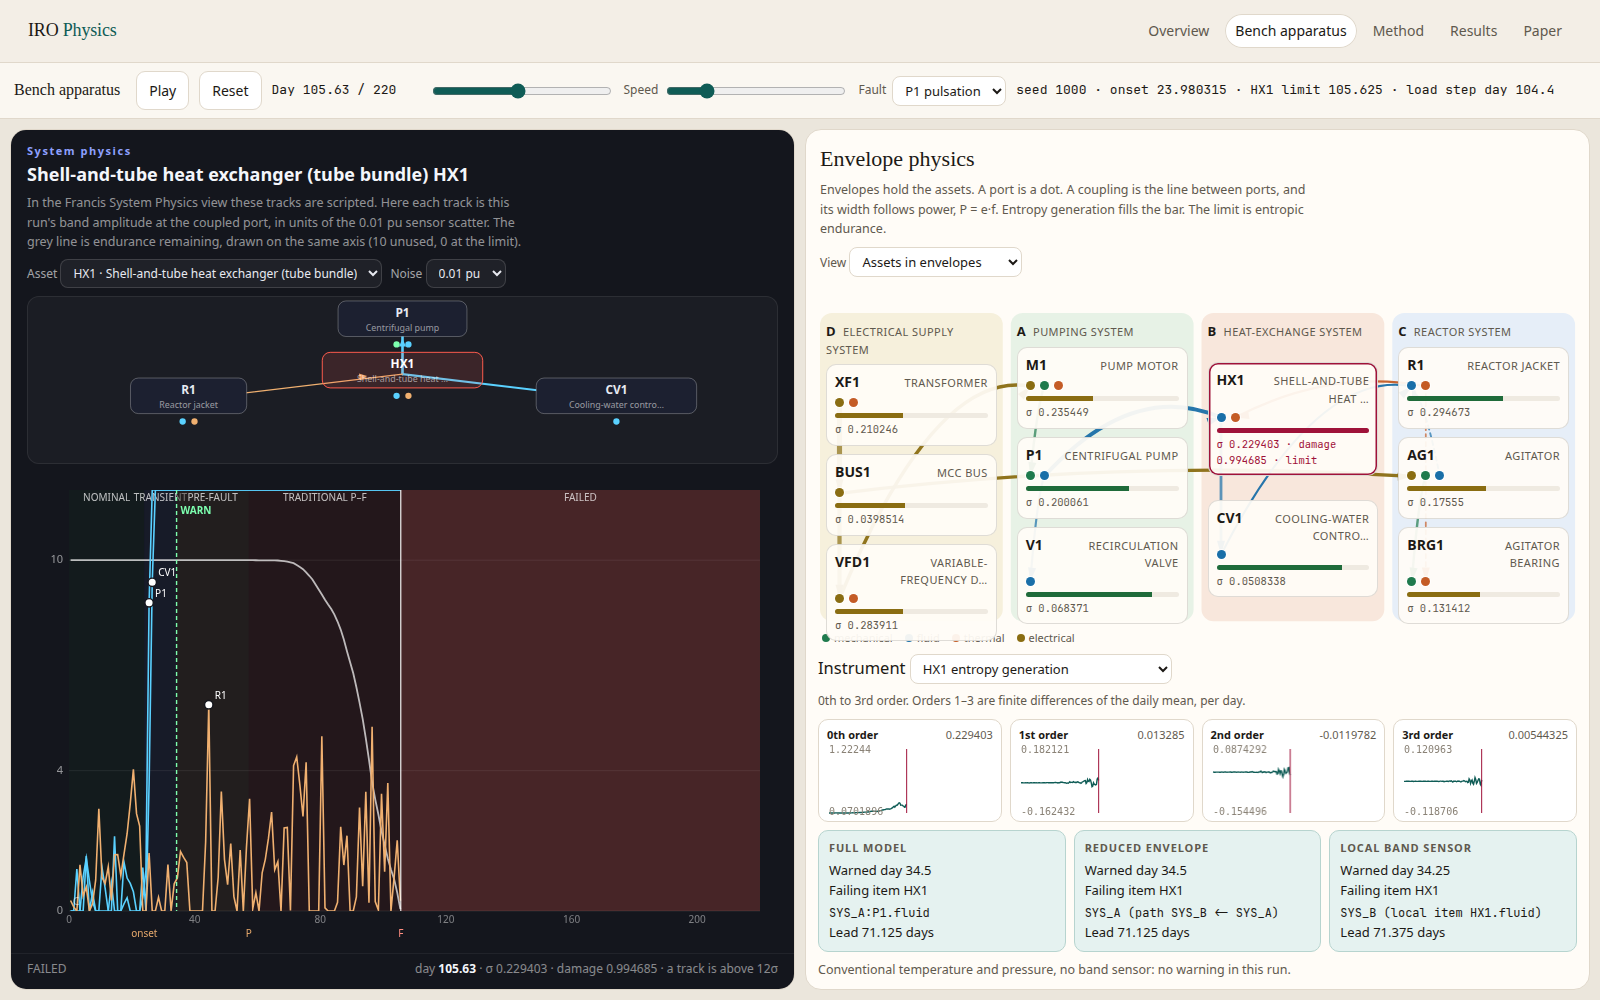 IRO Physics
Overview
Bench apparatus
Method
Results
Paper
Bench apparatus
Play
Reset
Day 105.63 / 220
Speed
Fault
P1 pulsation
seed 1000 · onset 23.980315 · HX1 limit 105.625 · load step day 104.4
System physics
Shell-and-tube heat exchanger (tube bundle) HX1
In the Francis System Physics view these tracks are scripted. Here each track is this
run's band amplitude at the coupled port, in units of the 0.01 pu sensor scatter. The
grey line is endurance remaining, drawn on the same axis (10 unused, 0 at the limit).
Asset
HX1 · Shell-and-tube heat exchanger (tube bundle)
Noise
0.01 pu
P1
Centrifugal pump
HX1
Shell-and-tube heat ...
R1
Reactor jacket
CV1
Cooling-water contro...
NOMINAL TRANSIENT PRE-FAULT
TRADITIONAL P–F
FAILED
WARN
10
CV1
P1
R1
4
0
0
40
80
120
160
200
onset
P
F
FAILED
day 105.63 · σ 0.229403 · damage 0.994685 · a track is above 12σ
Envelope physics
Envelopes hold the assets. A port is a dot. A coupling is the line between ports, and
its width follows power, P = e·f. Entropy generation fills the bar. The limit is entropic
endurance.
View
Assets in envelopes
D ELECTRICAL SUPPLY
SYSTEM
XF1
TRANSFORMER
σ 0.210246
BUS1
MCC BUS
σ 0.0398514
VFD1
VARIABLE-
FREQUENCY D...
σ 0.283911
A PUMPING SYSTEM
M1
PUMP MOTOR
σ 0.235449
P1
CENTRIFUGAL PUMP
σ 0.200061
V1
RECIRCULATION
VALVE
σ 0.068371
B HEAT-EXCHANGE SYSTEM
HX1
SHELL-AND-TUBE
HEAT ...
σ 0.229403 · damage
0.994685 · limit
CV1
COOLING-WATER
CONTRO...
σ 0.0508338
C REACTOR SYSTEM
R1
REACTOR JACKET
σ 0.294673
AG1
AGITATOR
σ 0.17555
BRG1
AGITATOR
BEARING
σ 0.131412
electrical
Instrument
HX1 entropy generation
0th to 3rd order. Orders 1–3 are finite differences of the daily mean, per day.
0th order
0.229403
1.22244
0.0701896
1st order
0.013285
0.182121
-0.162432
2nd order
-0.0119782
0.0874292
-0.154496
3rd order
0.00544325
0.120963
-0.118706
FULL MODEL
Warned day 34.5
Failing item HX1
SYS_A:P1.fluid
Lead 71.125 days
REDUCED ENVELOPE
Warned day 34.5
Failing item HX1
SYS_A (path SYS_B ← SYS_A)
Lead 71.125 days
LOCAL BAND SENSOR
Warned day 34.25
Failing item HX1
SYS_B (local item HX1.fluid)
Lead 71.375 days
Conventional temperature and pressure, no band sensor: no warning in this run.